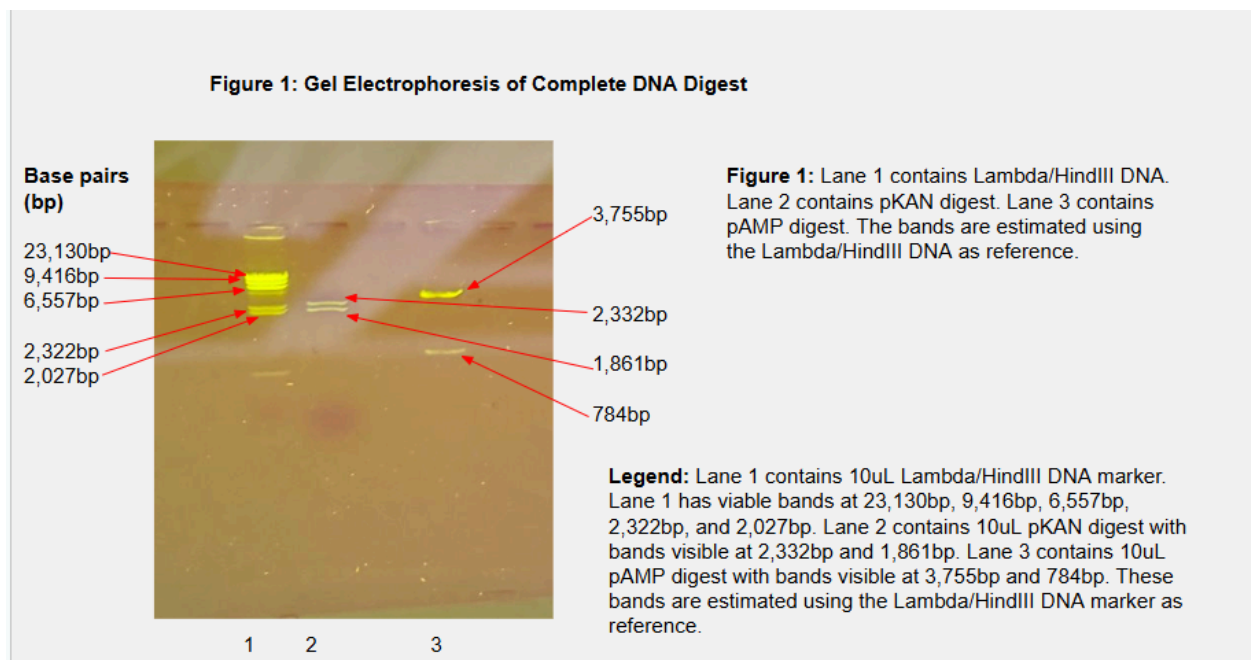 Figure 1: Gel Electrophoresis of Complete DNA Digest
Base pairs
(bp)
23,130bp
9,416bp
6,557bp
2,322bp
2,027bp
3,755bp
2,332bp
1,861bp
784bp
1
2
3
Figure 1: Lane 1 contains Lambda/HindIII DNA.
Lane 2 contains pKAN digest. Lane 3 contains
pAMP digest. The bands are estimated using
the Lambda/HindIII DNA as reference.
Legend: Lane 1 contains 10uL Lambda/HindIII DNA marker.
Lane 1 has viable bands at 23,130bp, 9,416bp, 6,557bp,
2,322bp, and 2,027bp. Lane 2 contains 10uL pKAN digest with
bands visible at 2,332bp and 1,861bp. Lane 3 contains 10uL
pAMP digest with bands visible at 3,755bp and 784bp. These
bands are estimated using the Lambda/HindIII DNA marker as
reference.